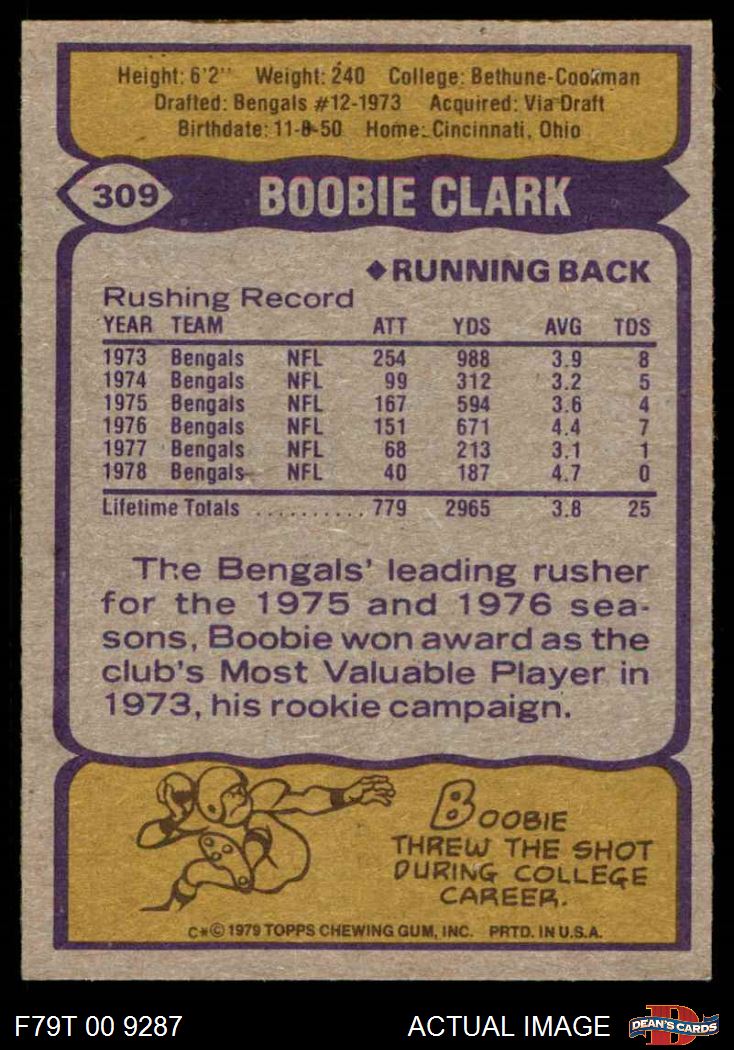 Height: 6'2" Weight: 240 College: Bethune-Cookman
Drafted: Bengals #12-1973 Acquired: Via Draft
Birthdate: 11-8-50 Home: Cincinnati, Ohio
309 BOOBIE CLARK
◆RUNNING BACK
Rushing Record
YEAR TEAM ATT YDS AVG TDS
1973 Bengals NFL 254 988 3.9 8
1974 Bengals NFL 99 312 3.2 5
1975 Bengals NFL 167 594 3.6 4
1976 Bengals NFL 151 671 4.4 7
1977 Bengals NFL 68 213 3.1 1
1978 Bengals NFL 40 187 4.7 0
Lifetime Totals .......... 779 2965 3.8 25
The Bengals' leading rusher
for the 1975 and 1976 sea-
sons, Boobie won award as the
club's Most Valuable Player in
1973, his rookie campaign.
BOOBIE
THREW THE SHOT
DURING COLLEGE
CAREER.
C*© 1979 TOPPS CHEWING GUM, INC. PRTD. IN U.S.A.
F79T 00 9287 ACTUAL IMAGE DEAN'S CARDS